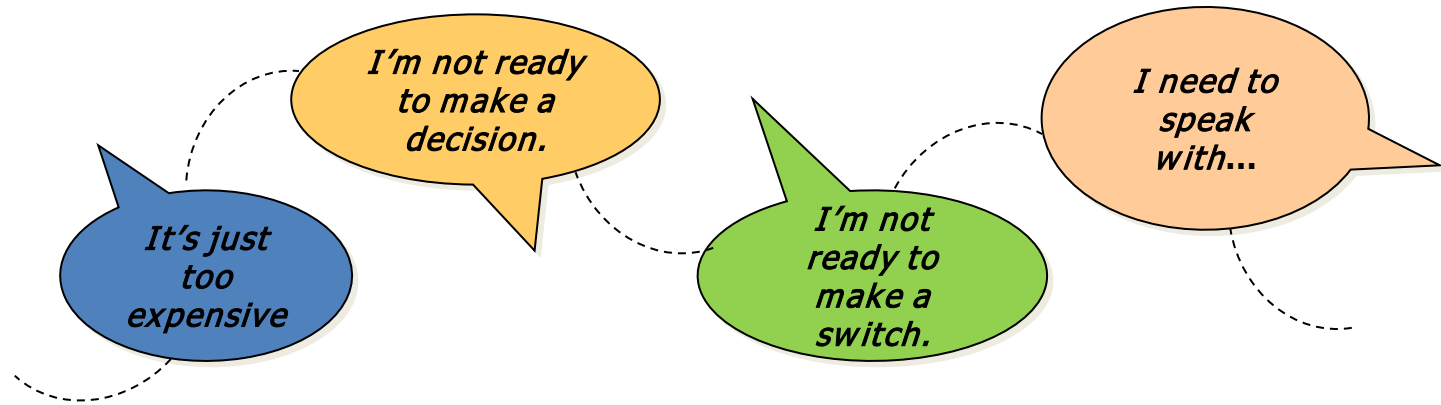 It’s just
too
expensive
I’m not ready
to make a
decision.
I’m not
ready to
make a
switch.
I need to
speak
with...